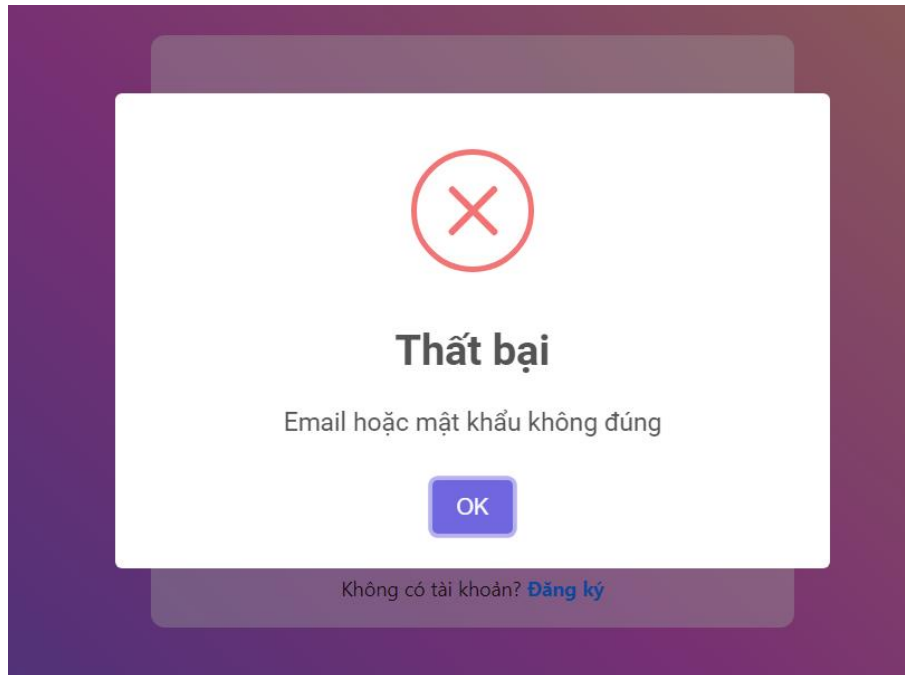 Thất bại
Email hoặc mật khẩu không đúng
OK
Không có tài khoản? Đăng ký